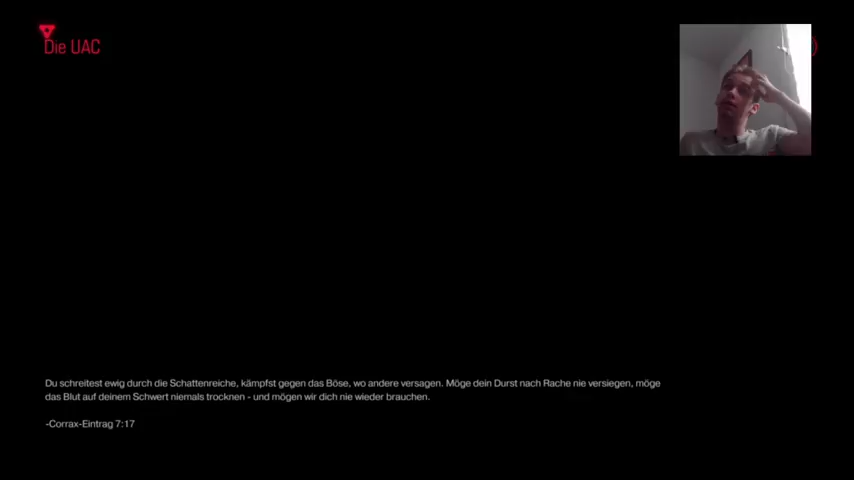 Die UAC
Du schreitest ewig durch die Schattenreiche, kämpfst gegen das Böse, wo andere versagen. Möge dein Durst nach Rache nie versiegen, möge
das Blut auf deinem Schwert niemals trocknen - und mögen wir dich nie wieder brauchen.
-Corrax-Eintrag 7:17